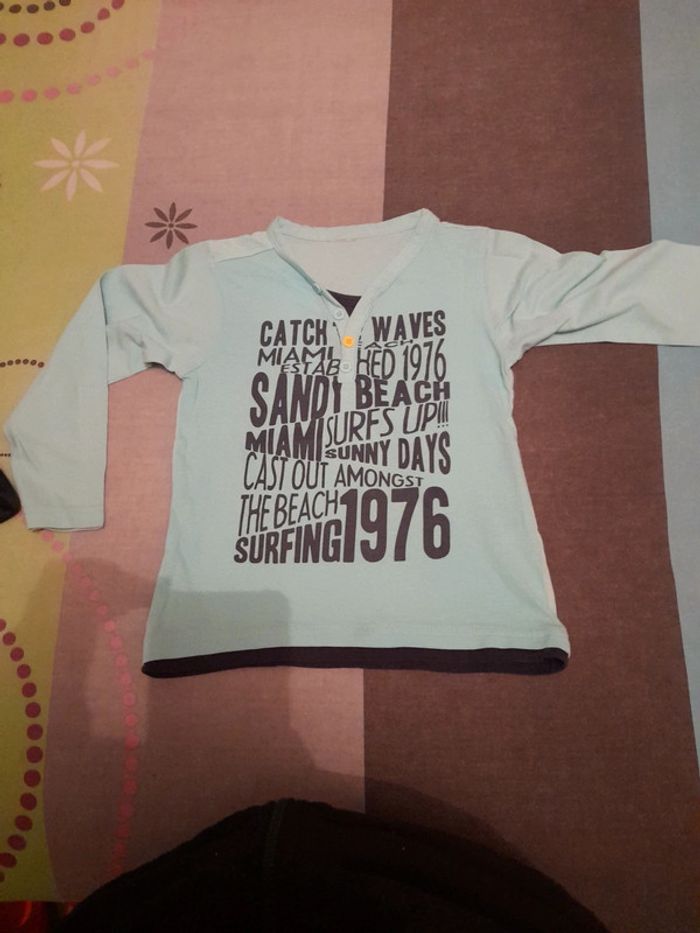 CATCH WAVES
MIAMI
ESTAB HED 1976
SANDY BEACH
MIAMI SURFS UP!!!
SUNNY DAYS
CAST OUT AMONGST
THE BEACH
SURFING 1976